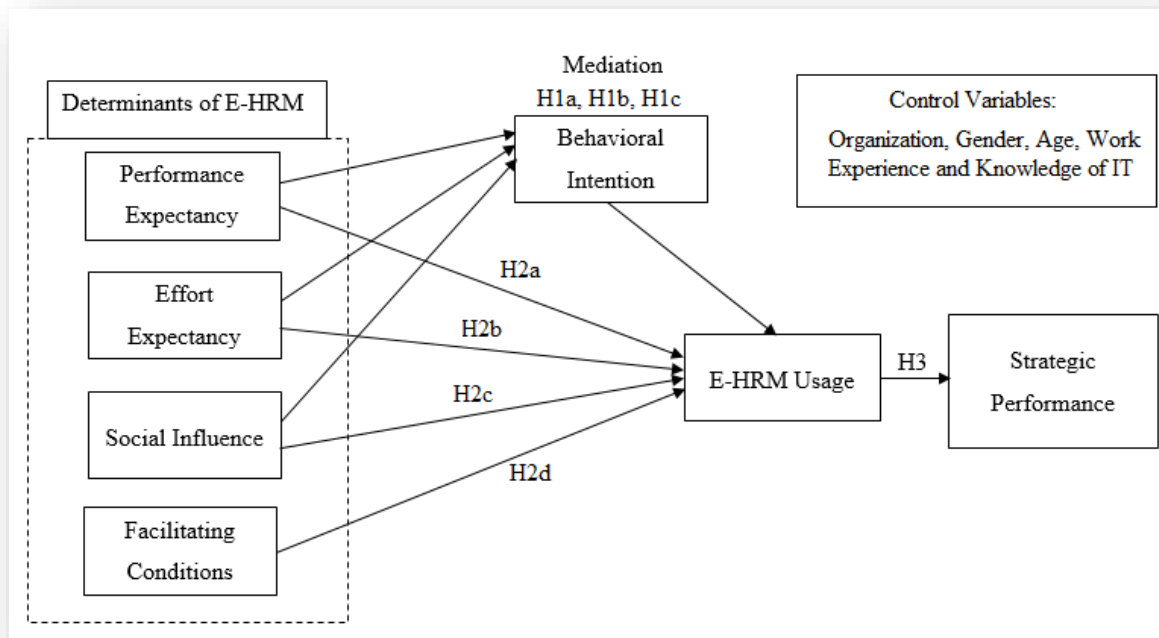 Determinants of E-HRM
Performance
Expectancy
Effort
Expectancy
Social Influence
Facilitating
Conditions
Mediation
H1a, H1b, H1c
Behavioral
Intention
H2a
H2b
H2c
H2d
E-HRM Usage
H3
Strategic
Performance
Control Variables:
Organization, Gender, Age, Work
Experience and Knowledge of IT